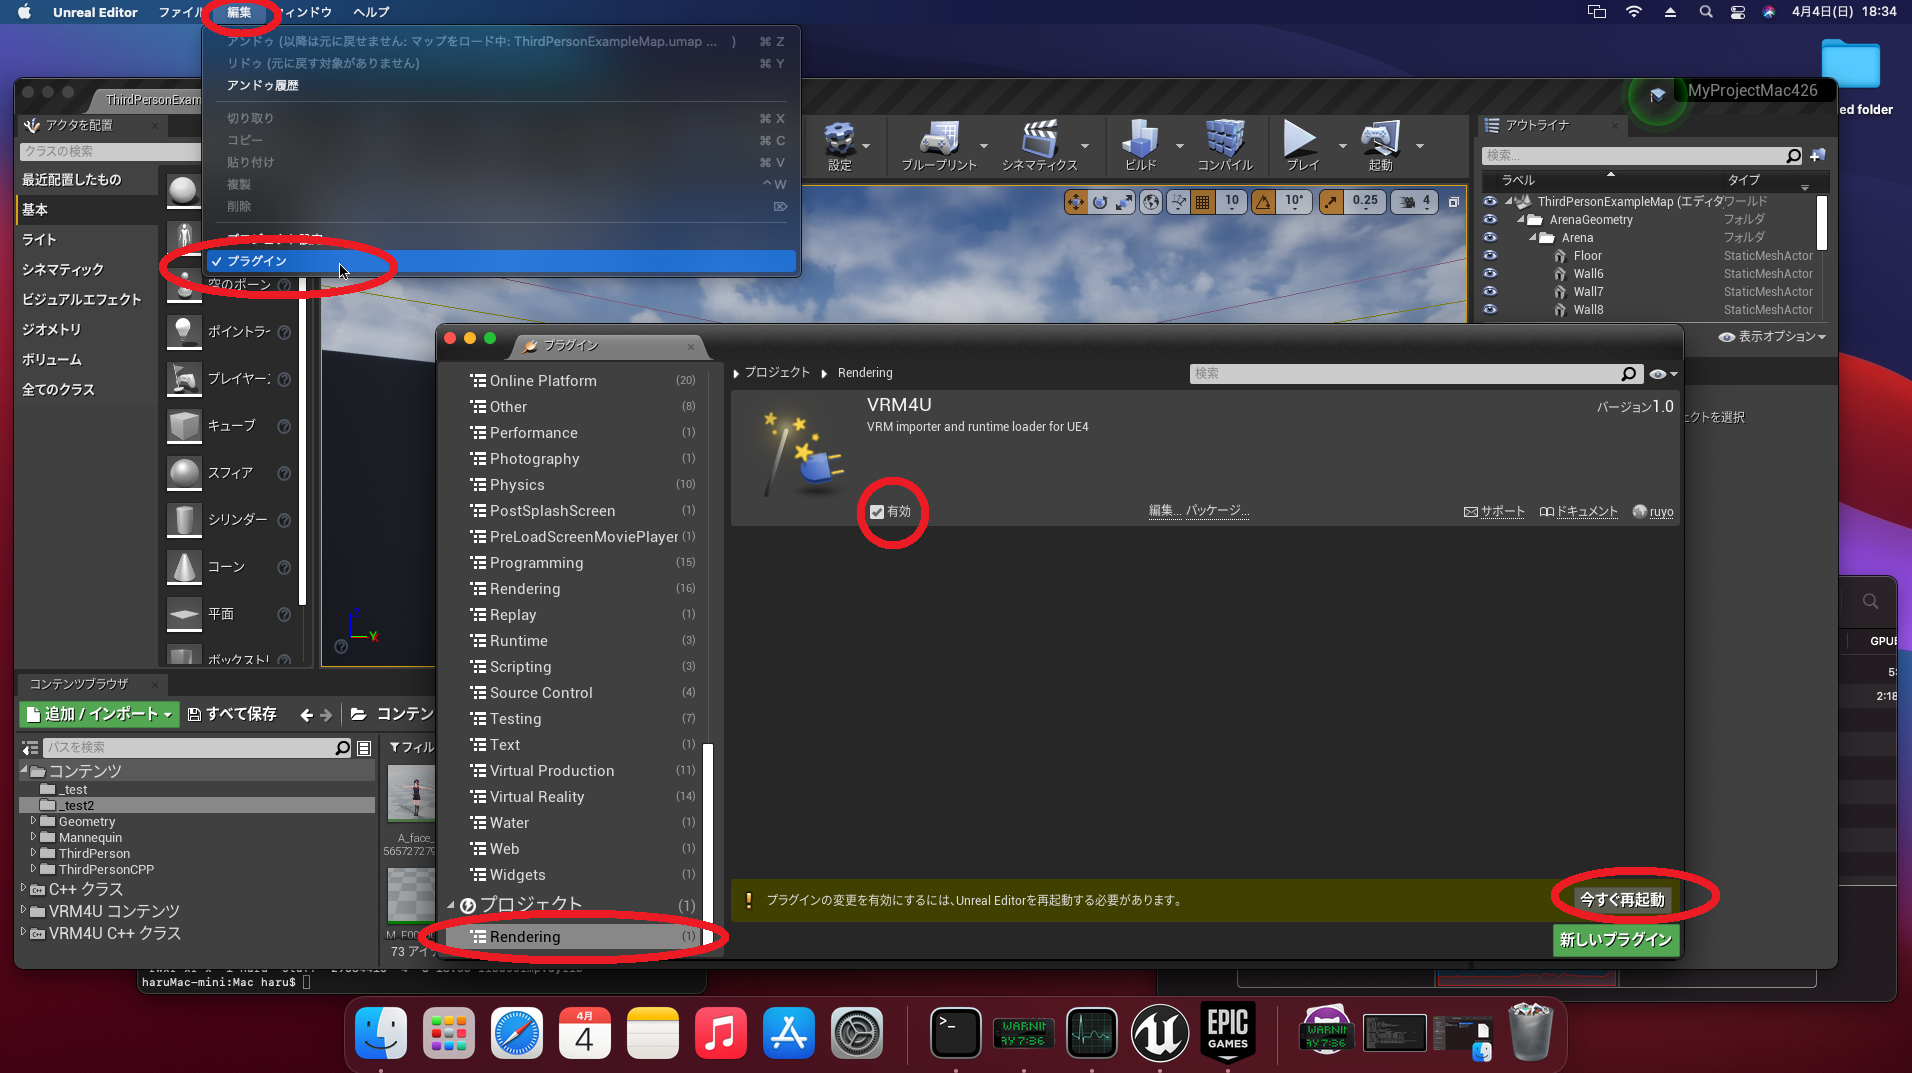 Unreal Editor ファイル 編集 ィンドウ ヘルプ
4月4日(日) 18:34
アンドゥ (以降は元に戻せません: マップをロード中: ThirdPersonExampleMap.umap ... ) ⌘ Z
リドゥ (元に戻す対象がありません) ⌘ Y
アンドゥ履歴
切り取り ⌘ X
コピー ⌘ C
貼り付け ⌘ V
複製 ^ W
削除 ⌦
プロジェクト設定
✓ プラグイン
ed folder
ThirdPersonExam
MyProjectMac426
アクタを配置
クラスの検索
最近配置したもの
基本
ライト
シネマティック
ビジュアルエフェクト
ジオメトリ
ボリューム
全てのクラス
空のポーン
ポイントラ
プレイヤー
キューブ
スフィア
シリンダー
コーン
平面
ボックスト
設定
ブループリント
シネマティクス
ビルド
コンパイル
プレイ
起動
10
10°
0.25
4
Z
Y
アウトライナ
検索...
ラベル タイプ
ThirdPersonExampleMap (エディタ ワールド
ArenaGeometry フォルダ
Arena フォルダ
Floor StaticMeshActor
Wall6 StaticMeshActor
Wall7 StaticMeshActor
Wall8 StaticMeshActor
表示オプション
ェクトを選択
プラグイン
Online Platform (20)
Other (8)
Performance (1)
Photography (1)
Physics (10)
PostSplashScreen (1)
PreLoadScreenMoviePlayer (1)
Programming (15)
Rendering (16)
Replay (1)
Runtime (3)
Scripting (3)
Source Control (4)
Testing (7)
Text (1)
Virtual Production (11)
Virtual Reality (14)
Water (1)
Web (1)
Widgets (1)
プロジェクト (1)
Rendering (1)
プロジェクト Rendering
検索
VRM4U
バージョン1.0
VRM importer and runtime loader for UE4
有効
編集... パッケージ...
サポート ドキュメント ruyo
プラグインの変更を有効にするには、Unreal Editorを再起動する必要があります。
今すぐ再起動
新しいプラグイン
コンテンツブラウザ
追加 / インポート すべて保存 コンテン
パスを検索
フィル
コンテンツ
_test
_test2
Geometry
Mannequin
ThirdPerson
ThirdPersonCPP
C++ クラス
VRM4U コンテンツ
VRM4U C++ クラス
A_face_
565727279
73 アイ
haruMac-mini:Mac haru$
GPU
5:
2:18
4月
4
WARNIN
AY 7:36
EPIC
GAMES
WARNIN
AY 7:36